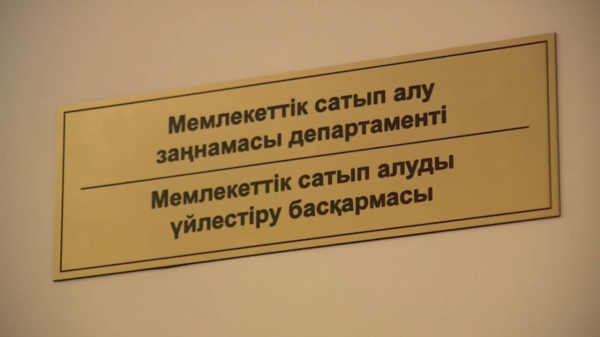 Мемлекеттік сатып алу
заңнамасы департаменті
Мемлекеттік сатып алуды
үйлестіру басқармасы